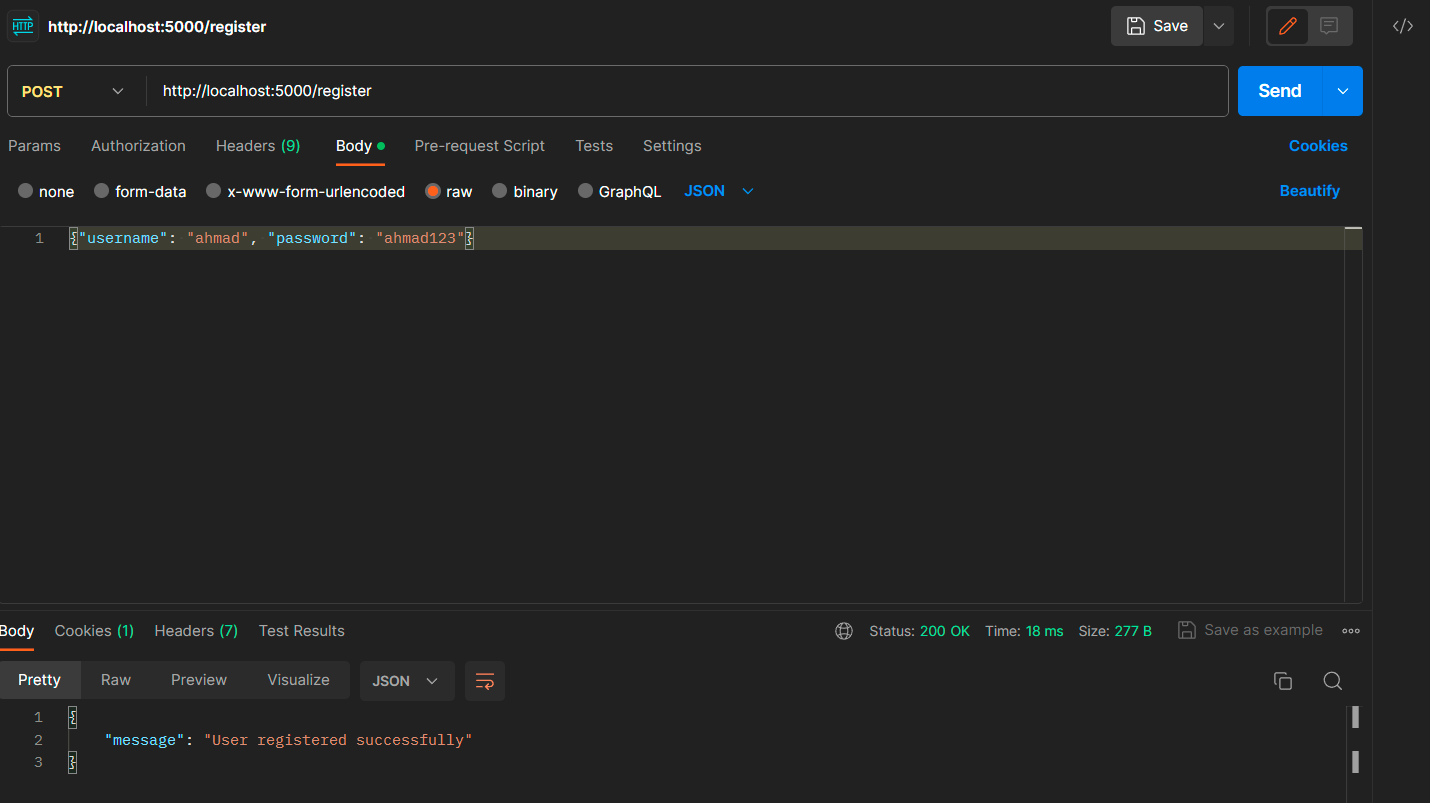 HTTP http://localhost:5000/register Save </>
POST http://localhost:5000/register Send
Params Authorization Headers (9) Body Pre-request Script Tests Settings Cookies
none form-data x-www-form-urlencoded raw binary GraphQL JSON Beautify
1 {"username": "ahmad", "password": "ahmad123"}
Body Cookies (1) Headers (7) Test Results Status: 200 OK Time: 18 ms Size: 277 B Save as example
Pretty Raw Preview Visualize JSON
1 {
2 "message": "User registered successfully"
3 }